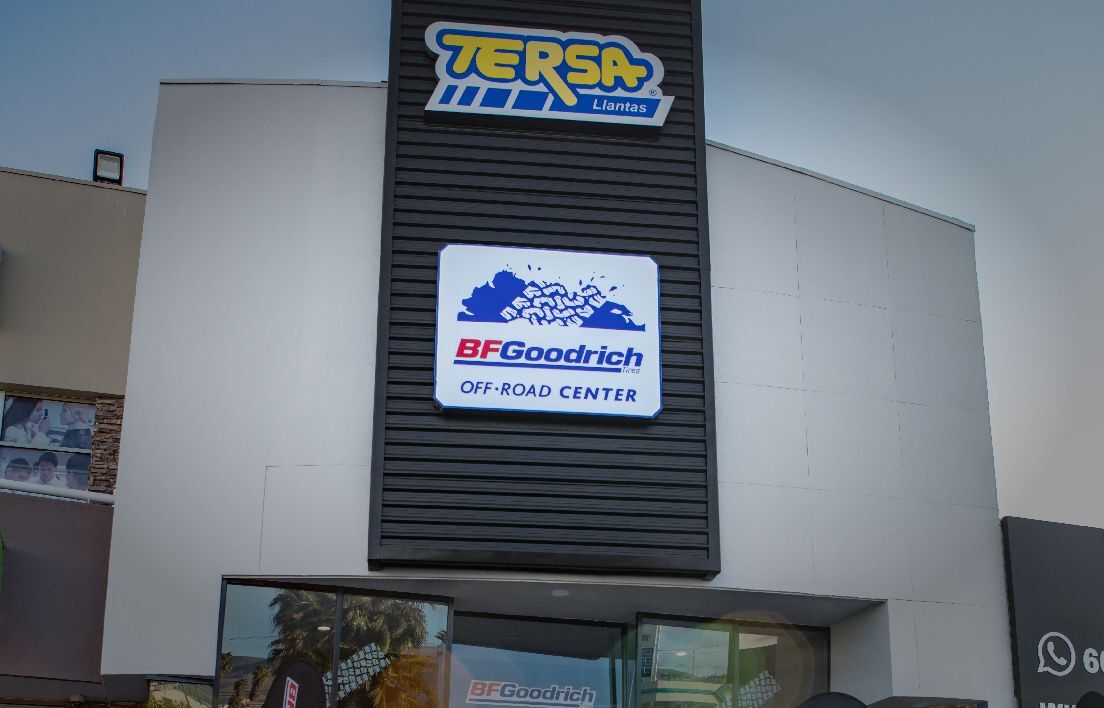 TERSA
Llantas
BFGoodrich
Tires
OFF•ROAD CENTER
BFGoodrich